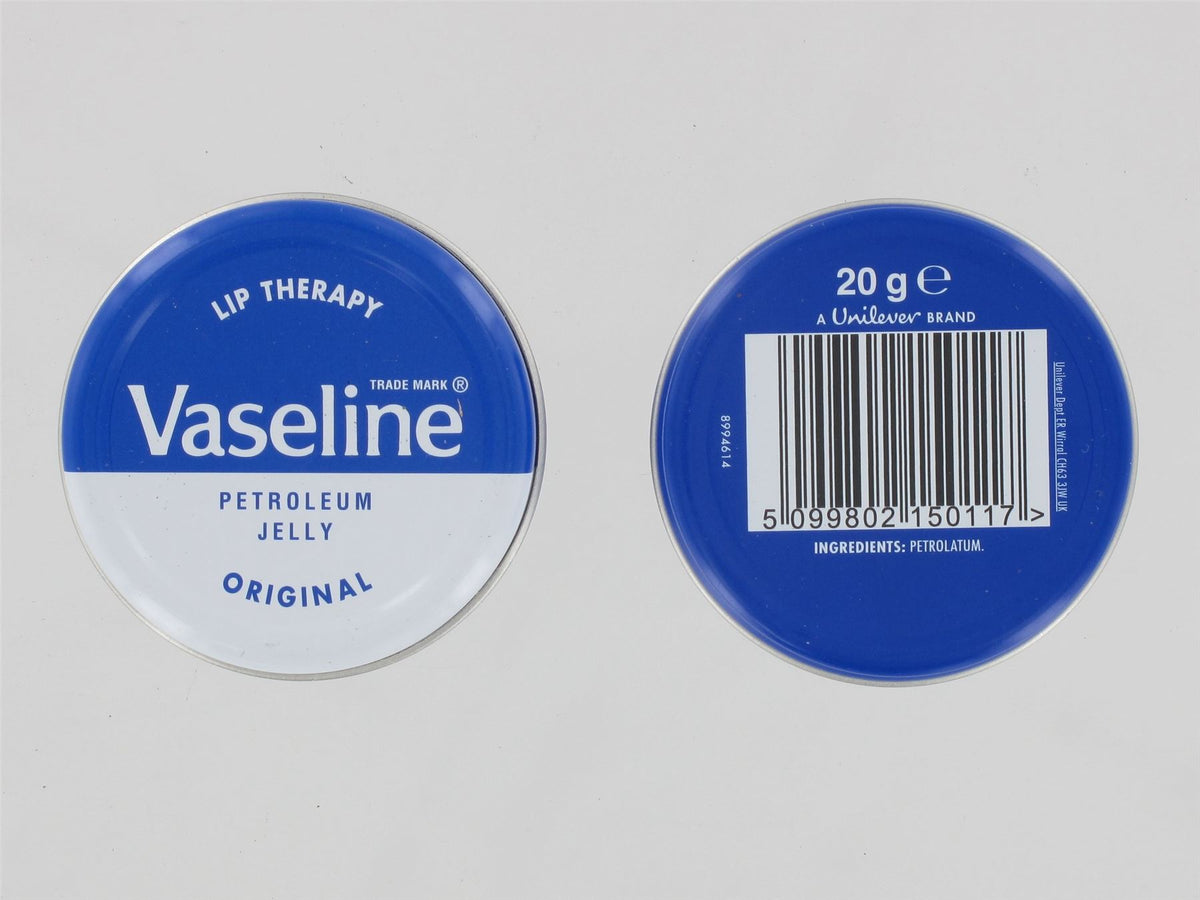 LIP THERAPY
TRADE MARK ®
Vaseline
PETROLEUM
JELLY
ORIGINAL
20 g ℮
A Unilever BRAND
8994614
Unilever Dept ER Wirral CH63 3JW UK
5 099802 150117 >
INGREDIENTS: PETROLATUM.